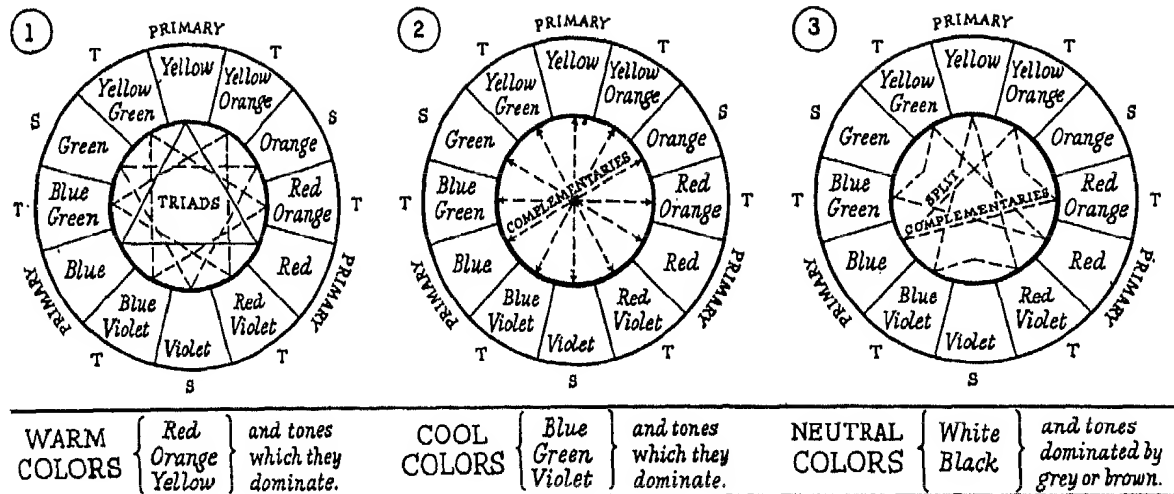 1
PRIMARY
T
T
S
S
T
T
PRIMARY
PRIMARY
T
T
S
Yellow
Yellow
Orange
Orange
Red
Orange
Red
Red
Violet
Violet
Blue
Violet
Blue
Blue
Green
Green
Yellow
Green
TRIADS
2
PRIMARY
T
T
S
S
T
T
PRIMARY
PRIMARY
T
T
S
Yellow
Yellow
Orange
Orange
Red
Orange
Red
Red
Violet
Violet
Blue
Violet
Blue
Blue
Green
Green
Yellow
Green
COMPLEMENTARIES
3
PRIMARY
T
T
S
S
T
T
PRIMARY
PRIMARY
T
T
S
Yellow
Yellow
Orange
Orange
Red
Orange
Red
Red
Violet
Violet
Blue
Violet
Blue
Blue
Green
Green
Yellow
Green
SPLIT
COMPLEMENTARIES
WARM
COLORS
Red
Orange
Yellow
and tones
which they
dominate.
COOL
COLORS
Blue
Green
Violet
and tones
which they
dominate.
NEUTRAL
COLORS
White
Black
and tones
dominated by
grey or brown.